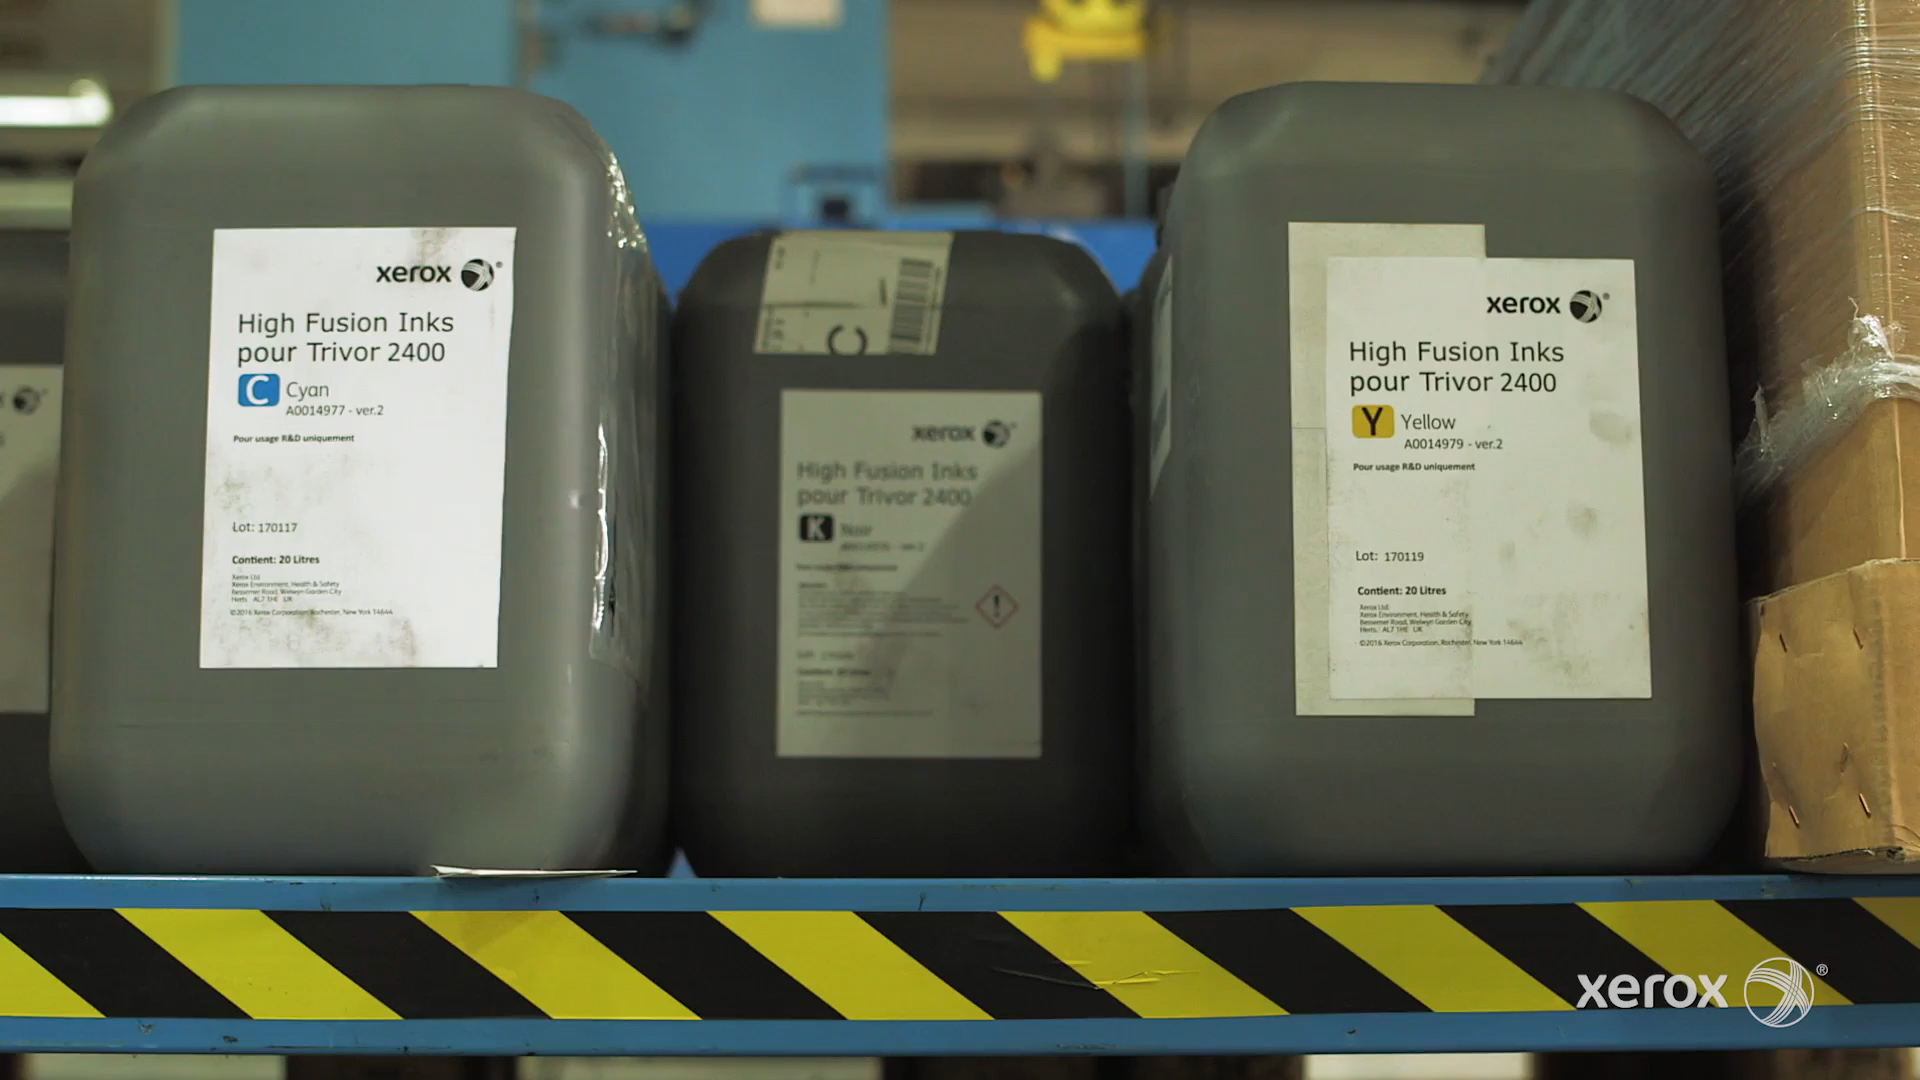 xerox ®
High Fusion Inks
pour Trivor 2400
C Cyan
A0014977 - ver.2
Pour usage R&D uniquement
Lot: 170117
Contient: 20 Litres
Xerox Ltd.
Xerox Environment, Health & Safety
Bessemer Road, Welwyn Garden City
Herts. AL7 1HE UK
©2016 Xerox Corporation, Rochester, New York 14644
C
xerox
High Fusion Inks
pour Trivor 2400
K Noir
xerox ®
High Fusion Inks
pour Trivor 2400
Y Yellow
A0014979 - ver.2
Pour usage R&D uniquement
Lot: 170119
Contient: 20 Litres
Xerox Ltd.
Xerox Environment, Health & Safety
Bessemer Road, Welwyn Garden City
Herts. AL7 1HE UK
©2016 Xerox Corporation, Rochester, New York 14644
xerox ®